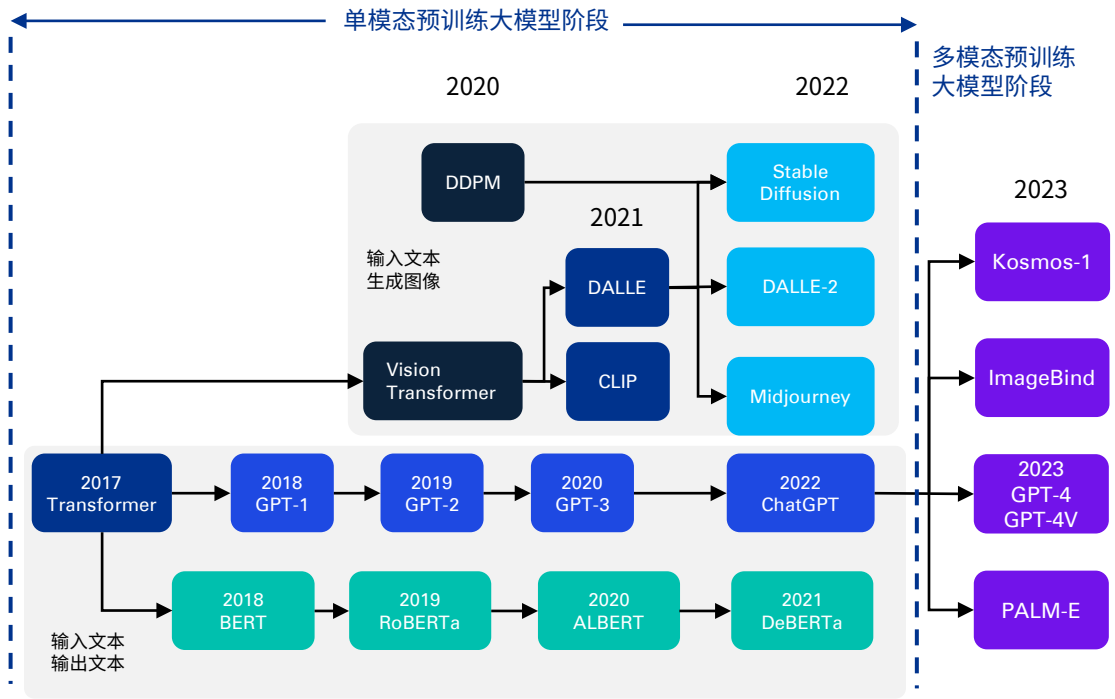 单模态预训练大模型阶段
多模态预训练
大模型阶段
2020
2022
DDPM
Stable
Diffusion
2023
2021
输入文本
生成图像
DALLE
DALLE-2
Kosmos-1
Vision
Transformer
CLIP
Midjourney
ImageBind
2017
Transformer
2018
GPT-1
2019
GPT-2
2020
GPT-3
2022
ChatGPT
2023
GPT-4
GPT-4V
2018
BERT
2019
RoBERTa
2020
ALBERT
2021
DeBERTa
PALM-E
输入文本
输出文本